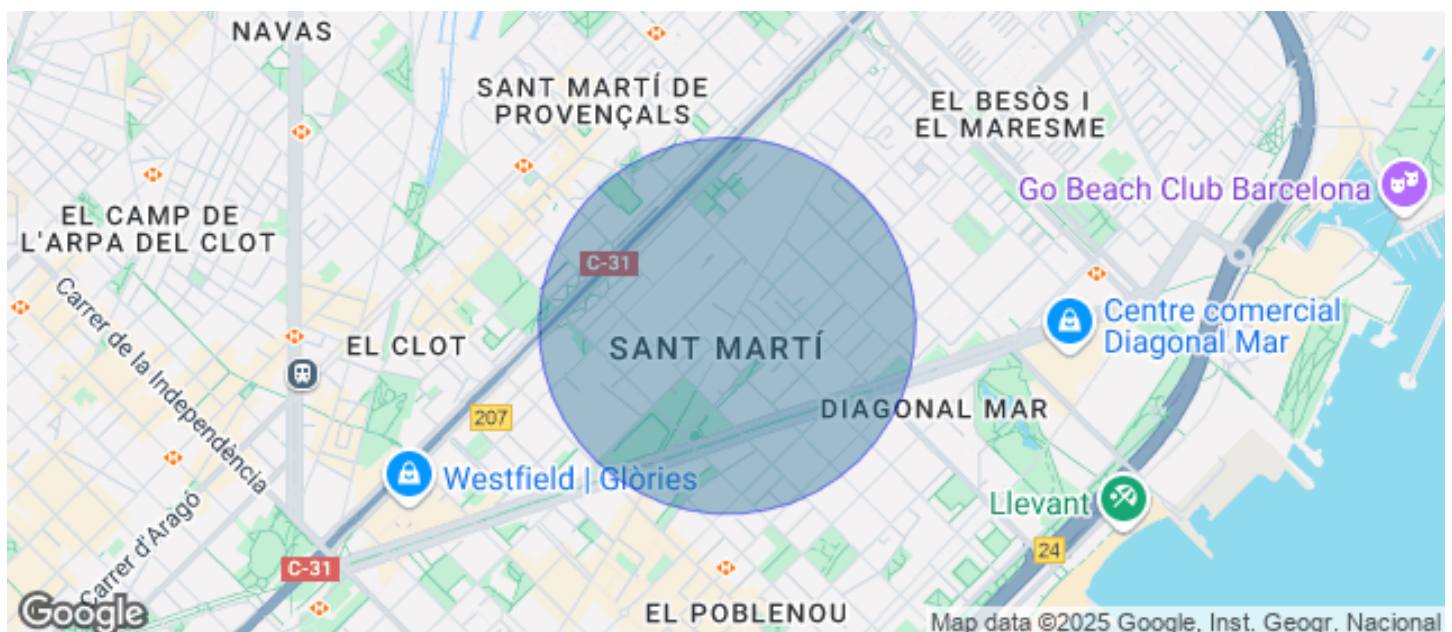 NAVAS
SANT MARTÍ DE
PROVENÇALS
EL BESÒS I
EL MARESME
Go Beach Club Barcelona
EL CAMP DE
L'ARPA DEL CLOT
C-31
Carrer de la Independència
EL CLOT
SANT MARTÍ
Centre comercial
Diagonal Mar
207
DIAGONAL MAR
Westfield | Glòries
Llevant
Carrer d'Aragó
24
C-31
EL POBLENOU
Google
Map data ©2025 Google, Inst. Geogr. Nacional